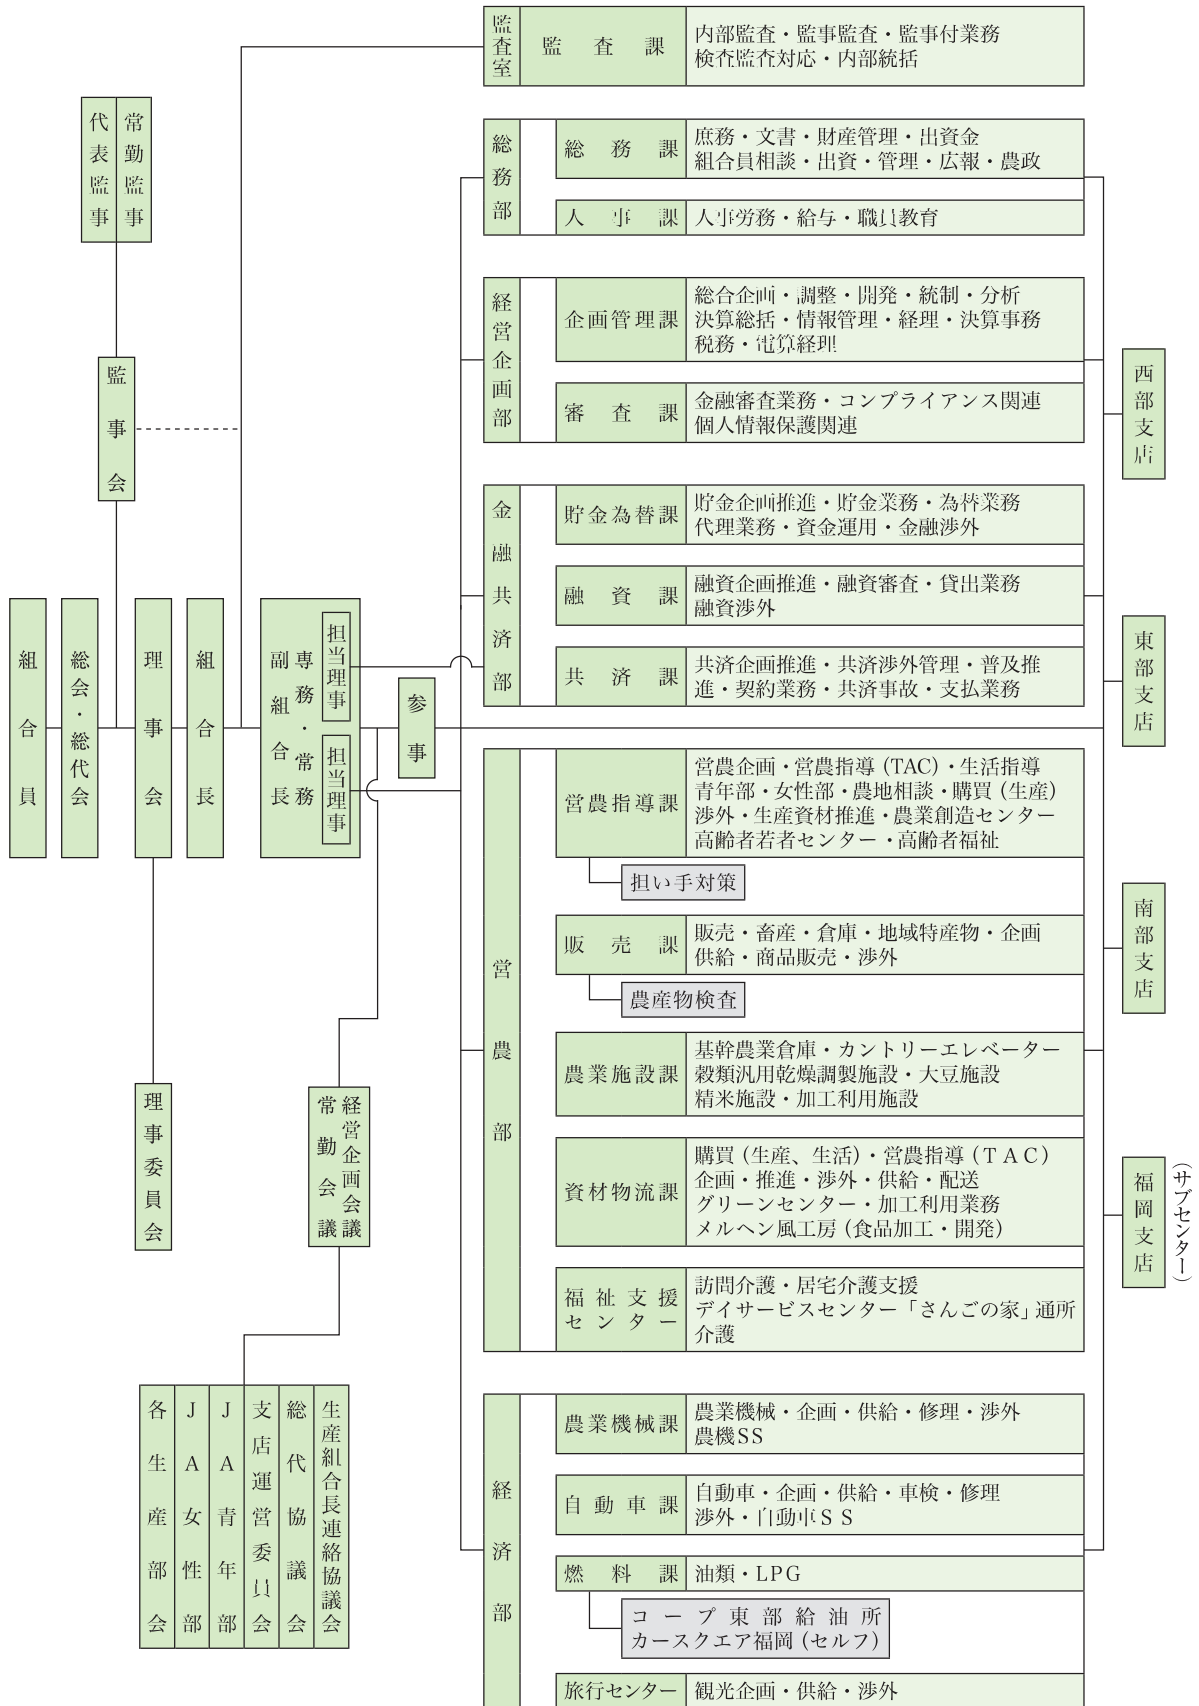 監査室
監査課
内部監査・監事監査・監事付業務
検査監査対応・内部統括
代表監事
常勤監事
監事会
組合員
総会・総代会
理事会
組合長
専務・常務
副組合長
担当理事
担当理事
参事
理事委員会
経営企画会議
常勤会議
各生産部会
JA女性部
JA青年部
支店運営委員会
総代協議会
生産組合長連絡協議会
総務部
総務課
庶務・文書・財産管理・出資金
組合員相談・出資・管理・広報・農政
人事課
人事労務・給与・職員教育
経営企画部
企画管理課
総合企画・調整・開発・統制・分析
決算総括・情報管理・経理・決算事務
税務・電算経理
審査課
金融審査業務・コンプライアンス関連
個人情報保護関連
金融共済部
貯金為替課
貯金企画推進・貯金業務・為替業務
代理業務・資金運用・金融渉外
融資課
融資企画推進・融資審査・貸出業務
融資渉外
共済課
共済企画推進・共済渉外管理・普及推
進・契約業務・共済事故・支払業務
営農部
営農指導課
営農企画・営農指導（TAC）・生活指導
青年部・女性部・農地相談・購買（生産）
渉外・生産資材推進・農業創造センター
高齢者若者センター・高齢者福祉
担い手対策
販売課
販売・畜産・倉庫・地域特産物・企画
供給・商品販売・渉外
農産物検査
農業施設課
基幹農業倉庫・カントリーエレベーター
穀類汎用乾燥調製施設・大豆施設
精米施設・加工利用施設
資材物流課
購買（生産、生活）・営農指導（ＴＡＣ）
企画・推進・渉外・供給・配送
グリーンセンター・加工利用業務
メルヘン風工房（食品加工・開発）
福祉支援
センター
訪問介護・居宅介護支援
デイサービスセンター「さんごの家」通所
介護
経済部
農業機械課
農業機械・企画・供給・修理・渉外
農機SS
自動車課
自動車・企画・供給・車検・修理
渉外・自動車ＳＳ
燃料課
油類・LPG
コープ東部給油所
カースクエア福岡（セルフ）
旅行センター
観光企画・供給・渉外
西部支店
東部支店
南部支店
福岡支店
（サブセンター）